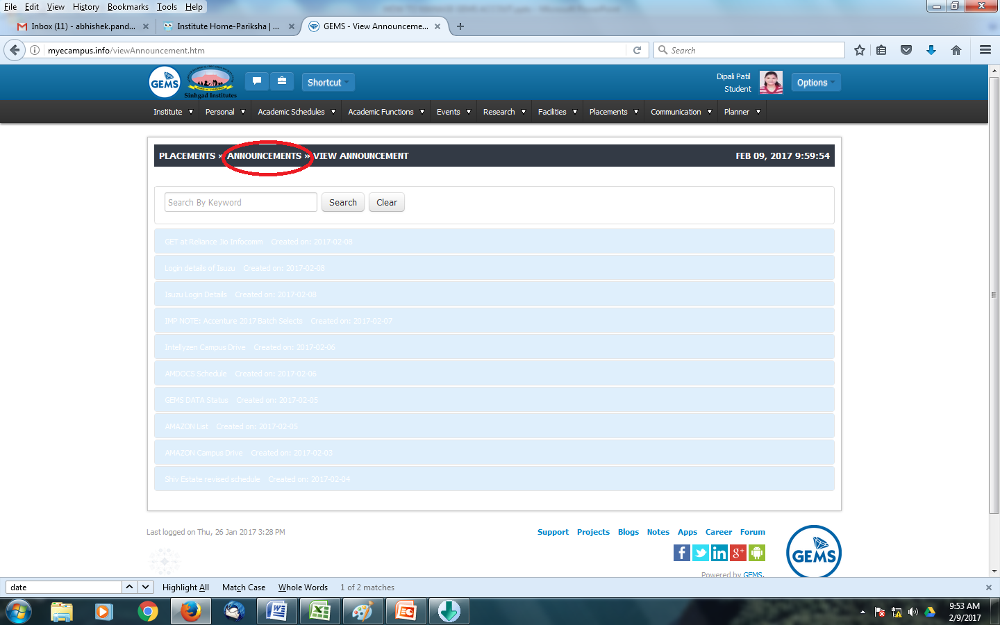 File Edit View History Bookmarks Tools Help
Inbox (11) - abhishek.pand... Institute Home-Pariksha | ... GEMS - View Announceme...
myecampus.info/viewAnnouncement.htm Search
GEMS Sinhgad Institutes Shortcut Dipali Patil Student Options
Institute Personal Academic Schedules Academic Functions Events Research Facilities Placements Communication Planner
PLACEMENTS » ANNOUNCEMENTS » VIEW ANNOUNCEMENT FEB 09, 2017 9:59:54
Search By Keyword Search Clear
GET at Reliance Jio Infocomm Created on: 2017-02-08
Login details of Isuzu Created on: 2017-02-08
Isuzu Login Details Created on: 2017-02-08
IMP NOTE: Accenture 2017 Batch Selects Created on: 2017-02-07
Intellyzen Campus Drive Created on: 2017-02-06
AMDOCS Schedule Created on: 2017-02-06
GEMS DATA Status Created on: 2017-02-05
AMAZON List Created on: 2017-02-05
AMAZON Campus Drive Created on: 2017-02-03
Shiv Estate revised schedule Created on: 2017-02-04
Last logged on Thu, 26 Jan 2017 3:28 PM Support Projects Blogs Notes Apps Career Forum
GEMS
Powered by GEMS.
date Highlight All Match Case Whole Words 1 of 2 matches
9:53 AM
2/9/2017